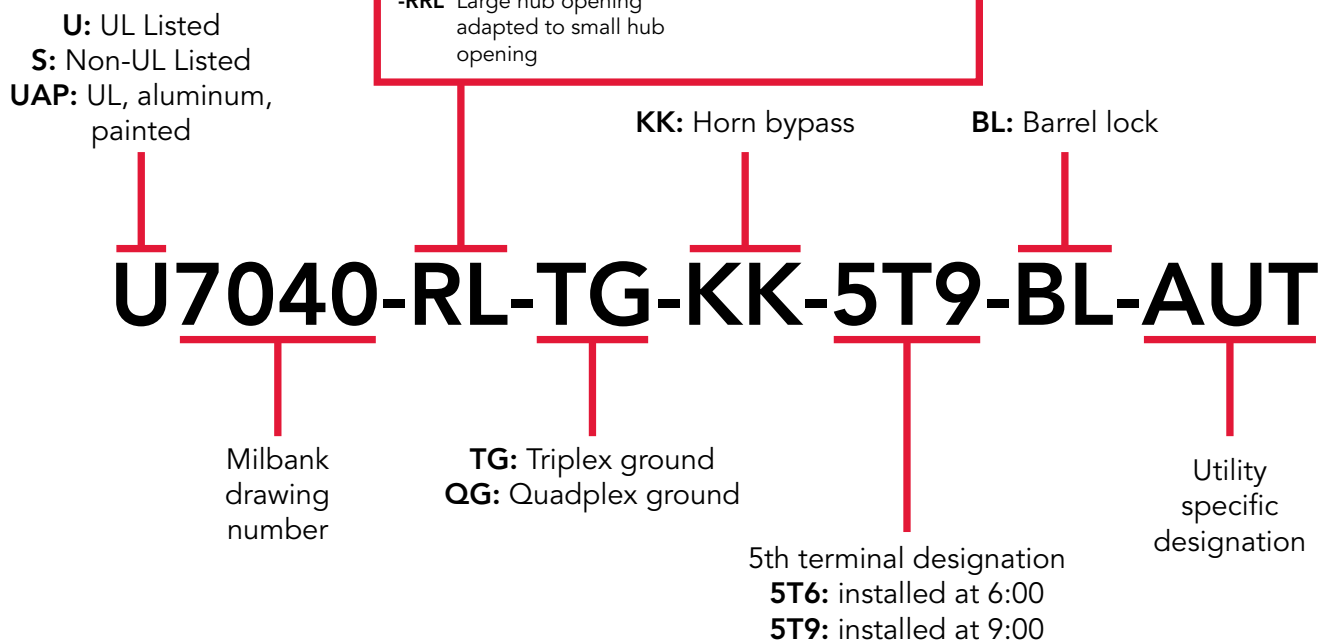 -RRL Large hub opening
adapted to small hub
opening
U: UL Listed
S: Non-UL Listed
UAP: UL, aluminum,
painted
KK: Horn bypass
BL: Barrel lock
U7040-RL-TG-KK-5T9-BL-AUT
Milbank
drawing
number
TG: Triplex ground
QG: Quadplex ground
5th terminal designation
5T6: installed at 6:00
5T9: installed at 9:00
Utility
specific
designation